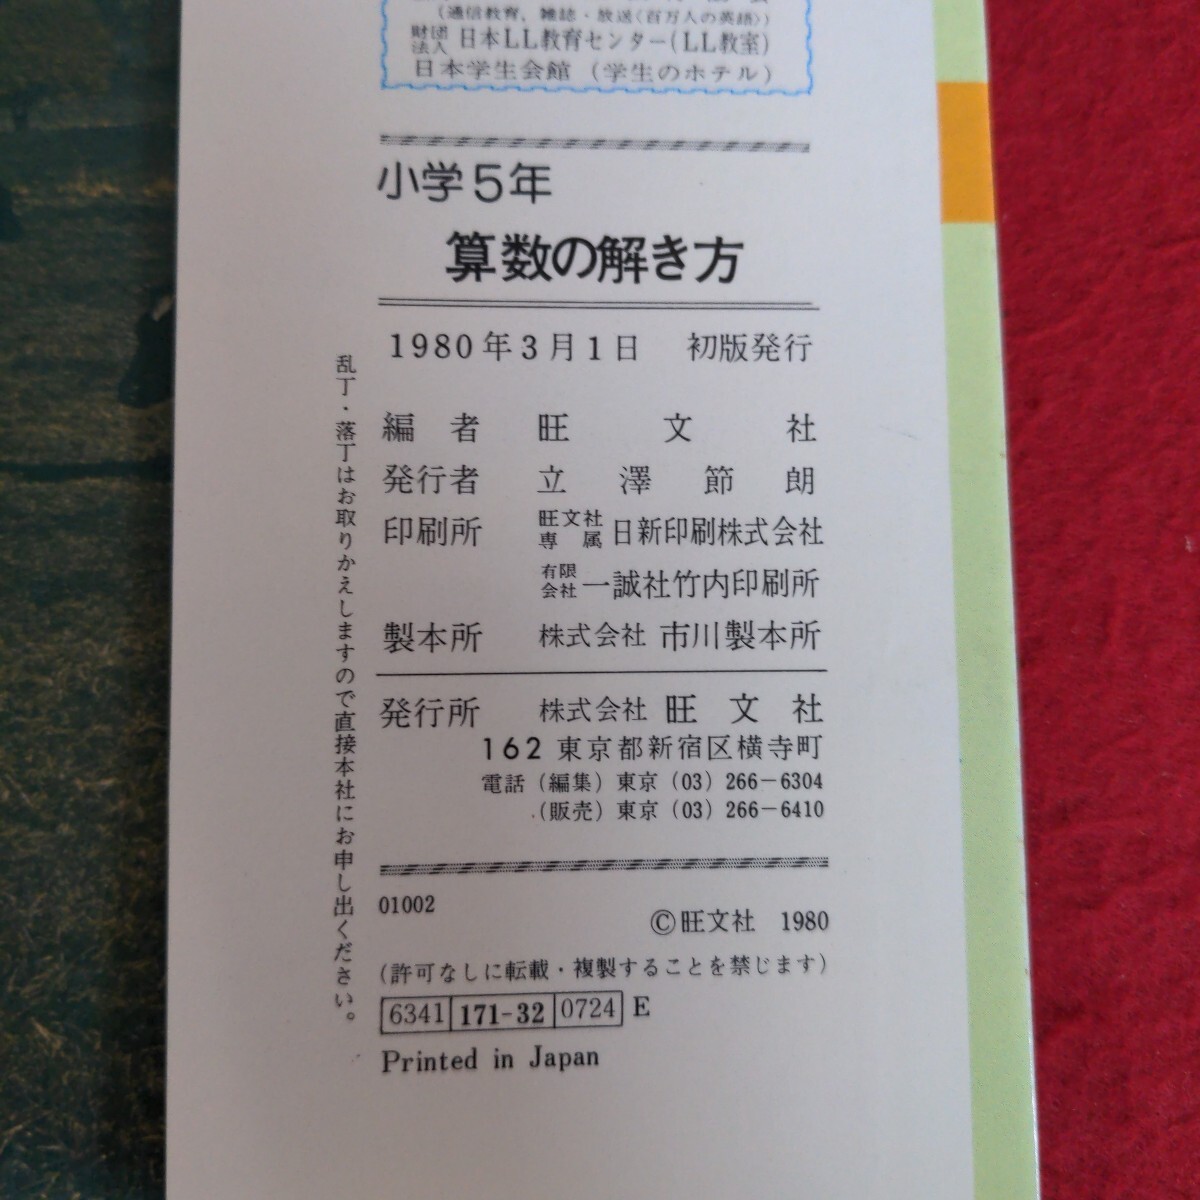 (通信教育，雑誌・放送〈百万人の英語〉)
財団法人 日本LL教育センター(LL教室)
日本学生会館 (学生のホテル)
小学5年
算数の解き方
1980年3月1日 初版発行
編者 旺文社
発行者 立澤節朗
印刷所 旺文社専属 日新印刷株式会社
有限会社 一誠社竹内印刷所
製本所 株式会社 市川製本所
発行所 株式会社 旺文社
162 東京都新宿区横寺町
電話 (編集) 東京 (03) 266-6304
(販売) 東京 (03) 266-6410
01002
©旺文社 1980
(許可なしに転載・複製することを禁じます)
6341 171-32 0724 E
Printed in Japan
乱丁・落丁はお取りかえしますので直接本社にお申し出ください。